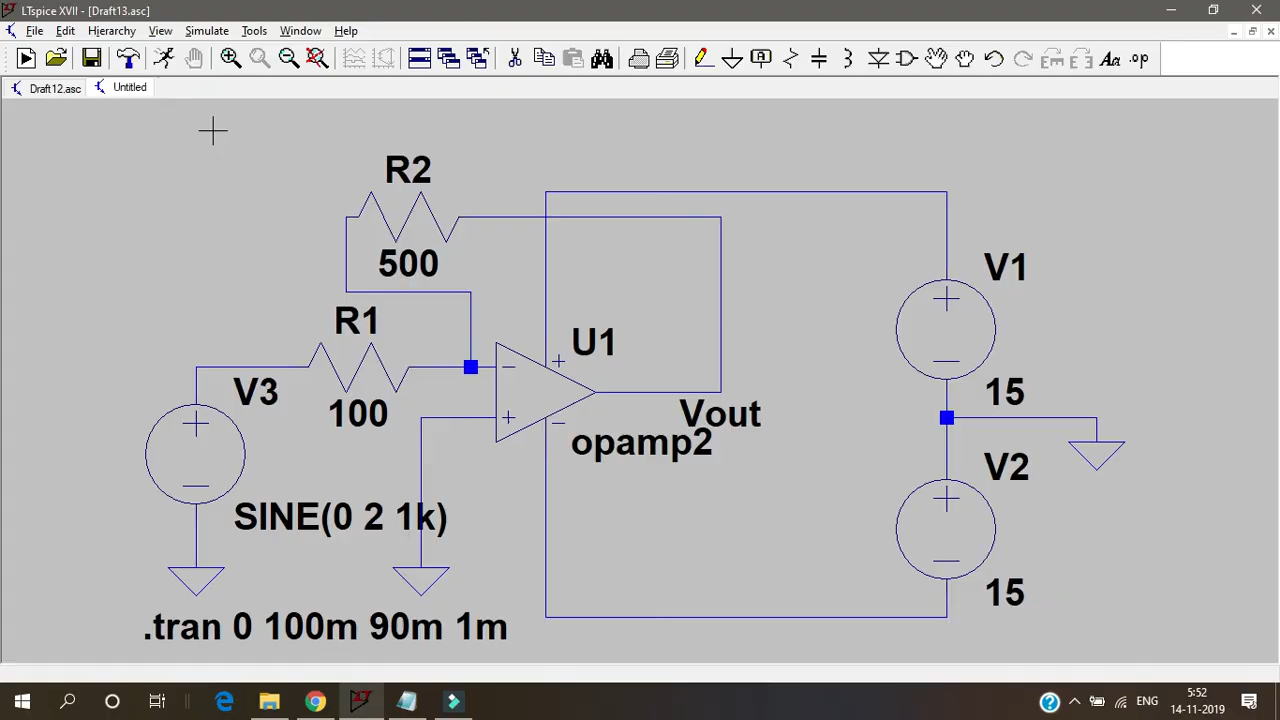 LTspice XVII - [Draft13.asc]
File Edit Hierarchy View Simulate Tools Window Help
Aa .op
Draft12.asc Untitled
R2
500
R1
100
V3
SINE(0 2 1k)
U1
opamp2
Vout
V1
15
V2
15
.tran 0 100m 90m 1m
ENG
5:52
14-11-2019